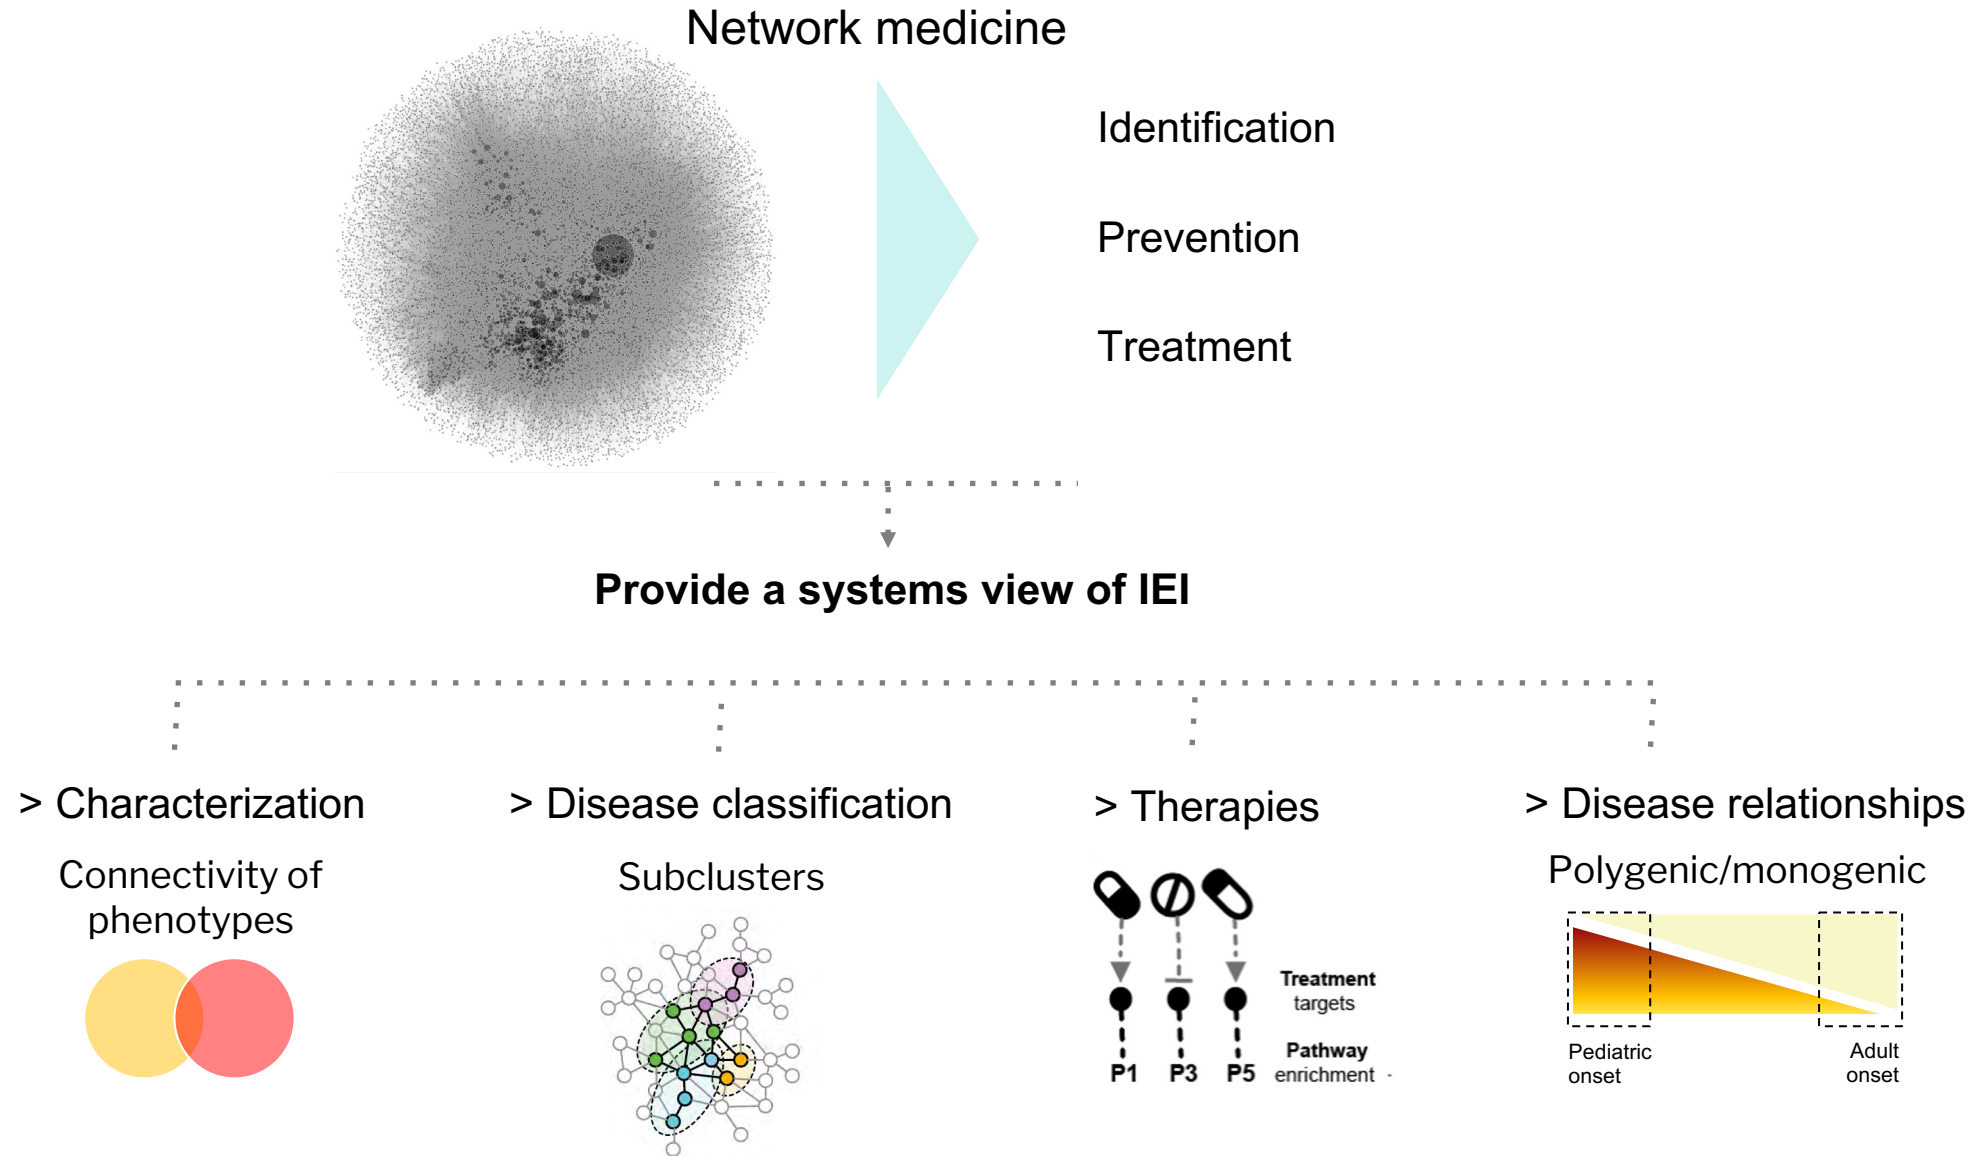 Network medicine
Identification
Prevention
Treatment
Provide a systems view of IEI
> Characterization
Connectivity of
phenotypes
> Disease classification
Subclusters
> Therapies
Treatment
targets
Pathway
enrichment
P1
P3
P5
> Disease relationships
Polygenic/monogenic
Pediatric
onset
Adult
onset